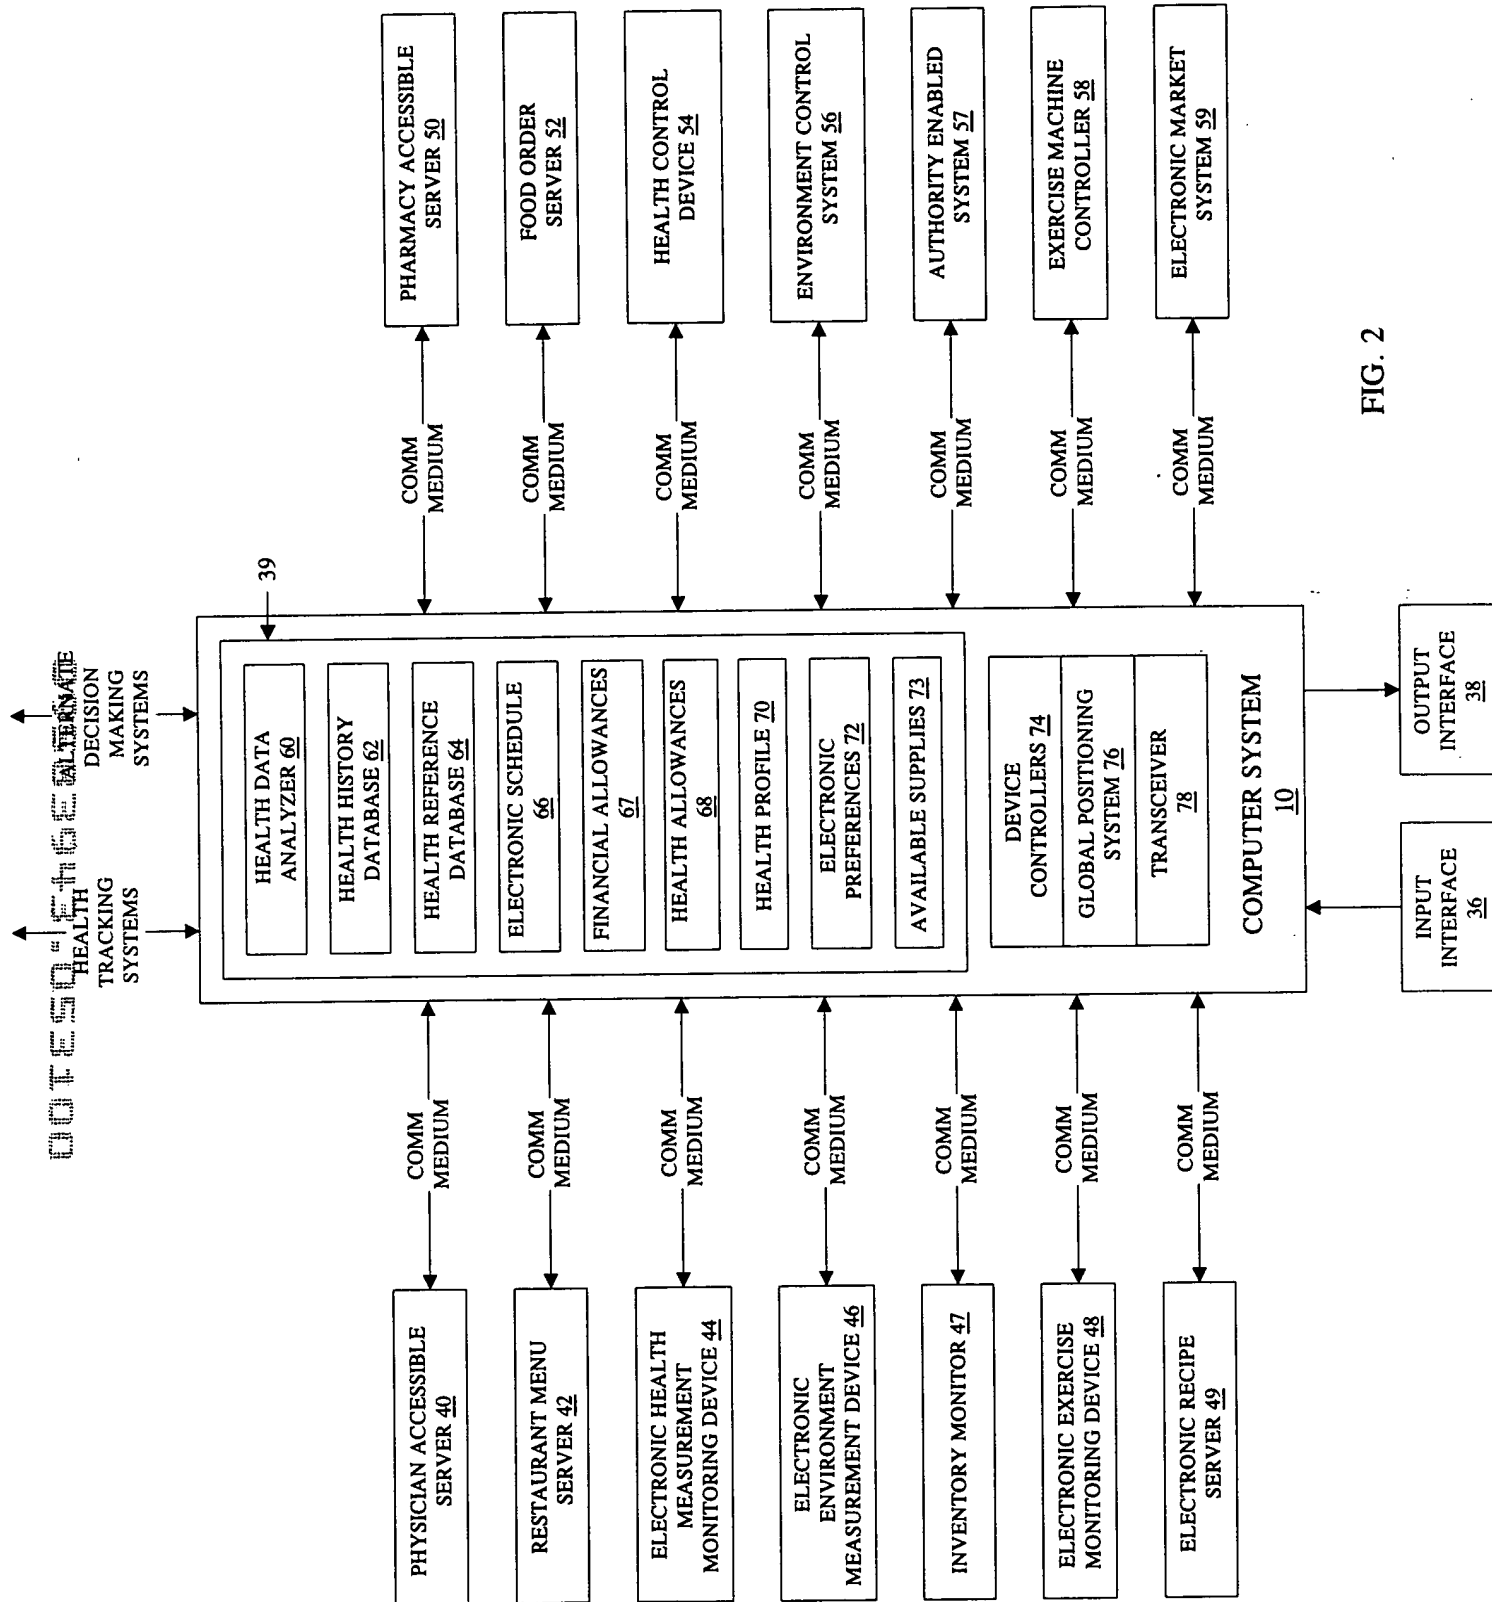 HEALTH
TRACKING
SYSTEMS
ALTERNATE
DECISION
MAKING
SYSTEMS
39
PHYSICIAN ACCESSIBLE
SERVER 40
RESTAURANT MENU
SERVER 42
ELECTRONIC HEALTH
MEASUREMENT
MONITORING DEVICE 44
ELECTRONIC
ENVIRONMENT
MEASUREMENT DEVICE 46
INVENTORY MONITOR 47
ELECTRONIC EXERCISE
MONITORING DEVICE 48
ELECTRONIC RECIPE
SERVER 49
COMM
MEDIUM
COMM
MEDIUM
COMM
MEDIUM
COMM
MEDIUM
COMM
MEDIUM
COMM
MEDIUM
COMM
MEDIUM
HEALTH DATA
ANALYZER 60
HEALTH HISTORY
DATABASE 62
HEALTH REFERENCE
DATABASE 64
ELECTRONIC SCHEDULE
66
FINANCIAL ALLOWANCES
67
HEALTH ALLOWANCES
68
HEALTH PROFILE 70
ELECTRONIC
PREFERENCES 72
AVAILABLE SUPPLIES 73
DEVICE
CONTROLLERS 74
GLOBAL POSITIONING
SYSTEM 76
TRANSCEIVER
78
COMPUTER SYSTEM
10
COMM
MEDIUM
COMM
MEDIUM
COMM
MEDIUM
COMM
MEDIUM
COMM
MEDIUM
COMM
MEDIUM
COMM
MEDIUM
PHARMACY ACCESSIBLE
SERVER 50
FOOD ORDER
SERVER 52
HEALTH CONTROL
DEVICE 54
ENVIRONMENT CONTROL
SYSTEM 56
AUTHORITY ENABLED
SYSTEM 57
EXERCISE MACHINE
CONTROLLER 58
ELECTRONIC MARKET
SYSTEM 59
INPUT
INTERFACE
36
OUTPUT
INTERFACE
38
FIG. 2